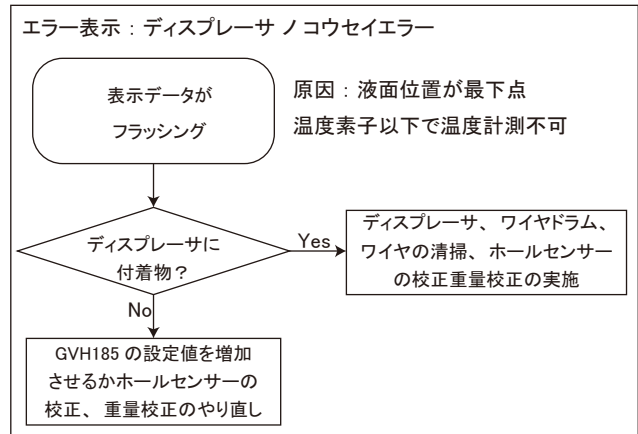 エラー表示：ディスプレーサ ノ コウセイエラー
表示データが
フラッシング
原因：液面位置が最下点
温度素子以下で温度計測不可
ディスプレーサに
付着物？
Yes
ディスプレーサ、ワイヤドラム、
ワイヤの清掃、ホールセンサー
の校正重量校正の実施
No
GVH185 の設定値を増加
させるかホールセンサーの
校正、重量校正のやり直し